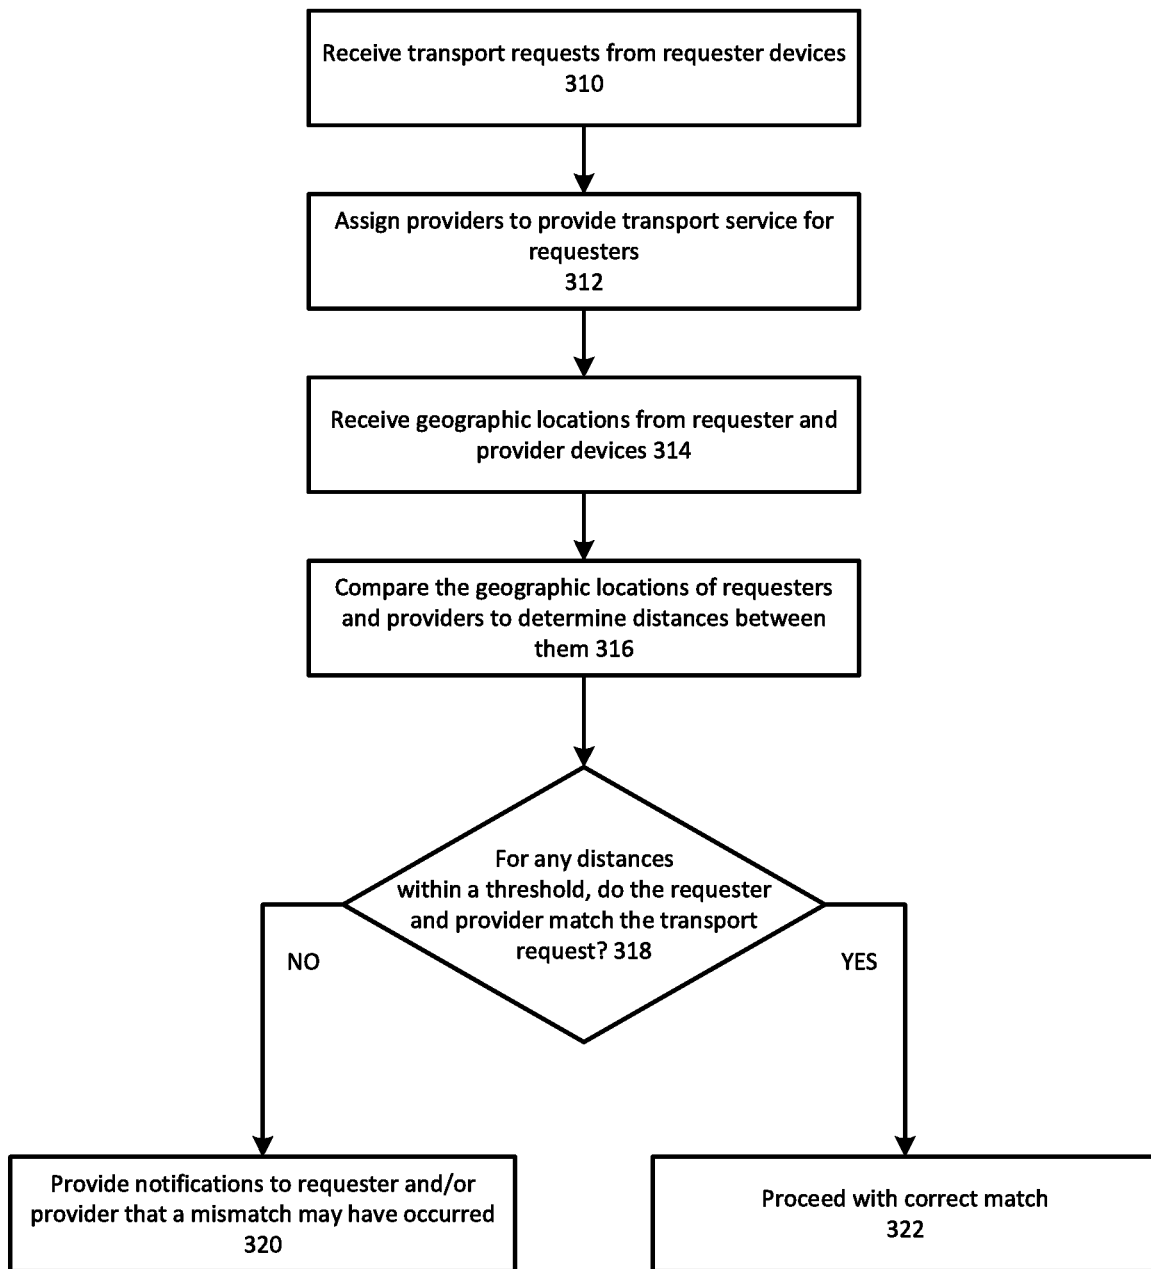 Receive transport requests from requester devices
310
Assign providers to provide transport service for
requesters
312
Receive geographic locations from requester and
provider devices 314
Compare the geographic locations of requesters
and providers to determine distances between
them 316
For any distances
within a threshold, do the requester
and provider match the transport
request? 318
NO
YES
Provide notifications to requester and/or
provider that a mismatch may have occurred
320
Proceed with correct match
322